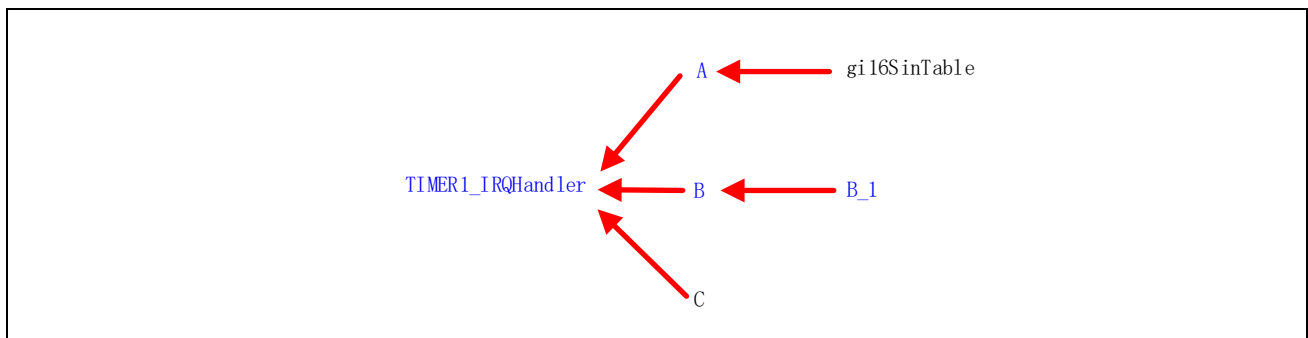 A
gi16SinTable
TIMER1_IRQHandler
B
B_1
C